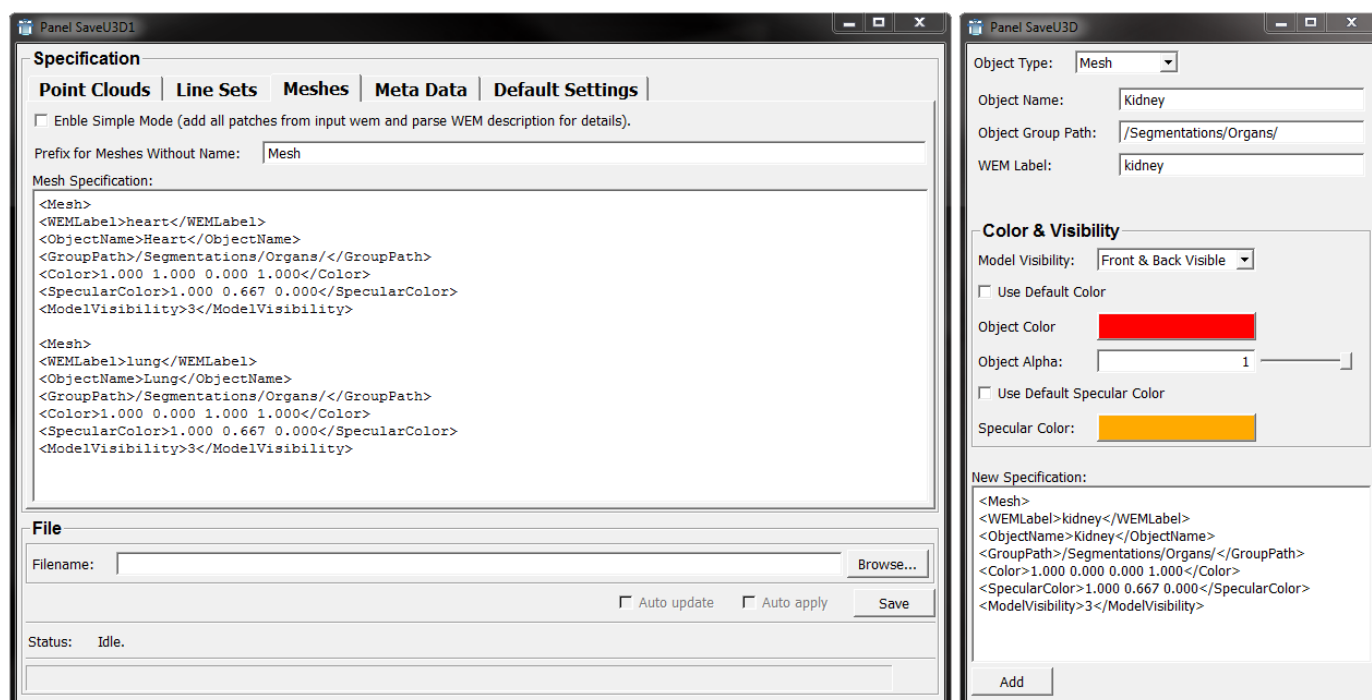 Panel SaveU3D1
Specification
Point Clouds
Line Sets
Meshes
Meta Data
Default Settings
Enble Simple Mode (add all patches from input wem and parse WEM description for details).
Prefix for Meshes Without Name: Mesh
Mesh Specification:
<Mesh>
<WEMLabel>heart</WEMLabel>
<ObjectName>Heart</ObjectName>
<GroupPath>/Segmentations/Organs/</GroupPath>
<Color>1.000 1.000 0.000 1.000</Color>
<SpecularColor>1.000 0.667 0.000</SpecularColor>
<ModelVisibility>3</ModelVisibility>
<Mesh>
<WEMLabel>lung</WEMLabel>
<ObjectName>Lung</ObjectName>
<GroupPath>/Segmentations/Organs/</GroupPath>
<Color>1.000 0.000 1.000 1.000</Color>
<SpecularColor>1.000 0.667 0.000</SpecularColor>
<ModelVisibility>3</ModelVisibility>
File
Filename:
Browse...
Auto update
Auto apply
Save
Status: Idle.
Panel SaveU3D
Object Type: Mesh
Object Name: Kidney
Object Group Path: /Segmentations/Organs/
WEM Label: kidney
Color & Visibility
Model Visibility: Front & Back Visible
Use Default Color
Object Color
Object Alpha: 1
Use Default Specular Color
Specular Color:
New Specification:
<Mesh>
<WEMLabel>kidney</WEMLabel>
<ObjectName>Kidney</ObjectName>
<GroupPath>/Segmentations/Organs/</GroupPath>
<Color>1.000 0.000 0.000 1.000</Color>
<SpecularColor>1.000 0.667 0.000</SpecularColor>
<ModelVisibility>3</ModelVisibility>
Add